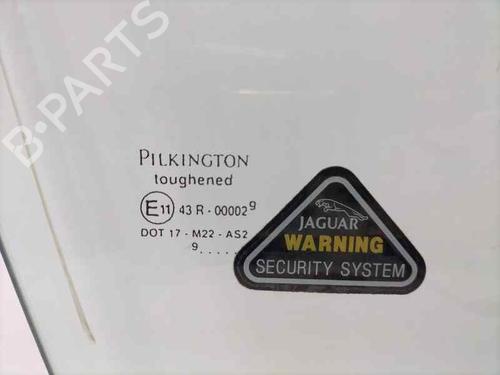 B-PARTS
PILKINGTON
toughened
E11 43 R - 00002 9
DOT 17 - M22 - AS2
9......
JAGUAR
WARNING
SECURITY SYSTEM